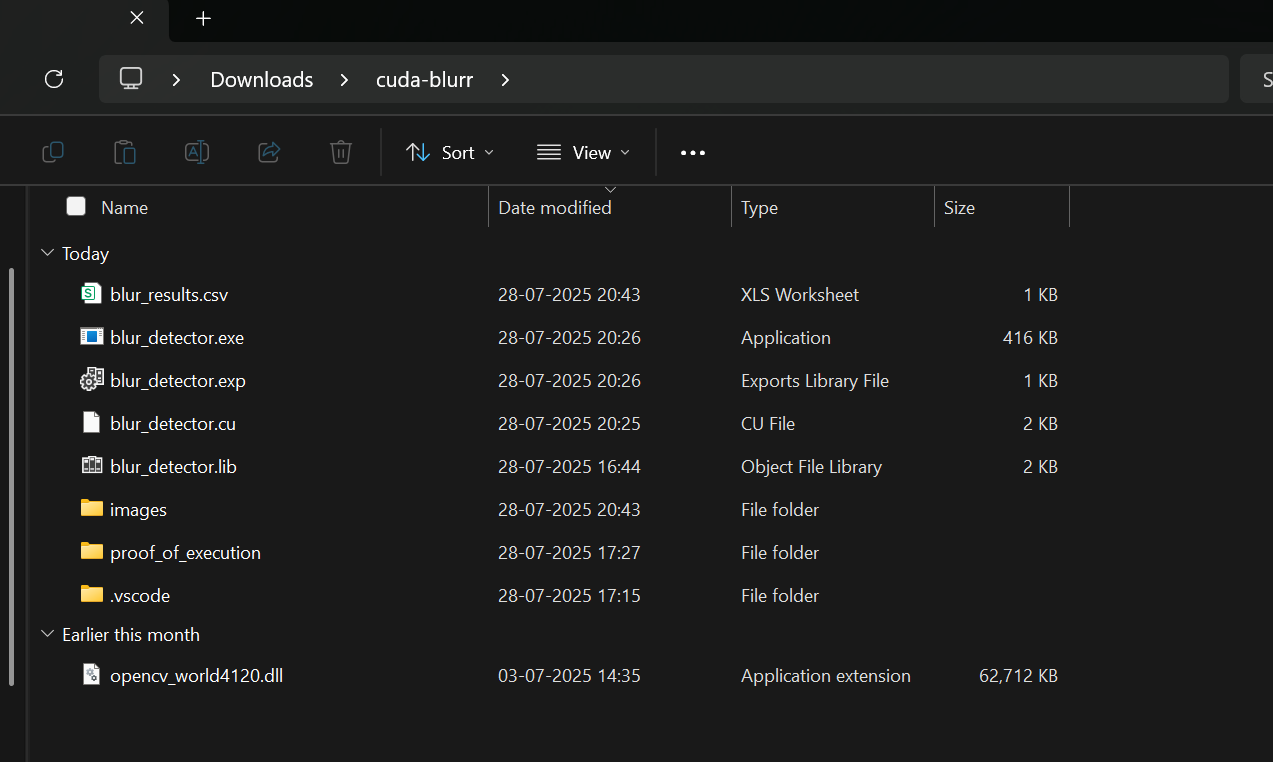 Downloads cuda-blurr S
Sort View
Name Date modified Type Size
Today
blur_results.csv 28-07-2025 20:43 XLS Worksheet 1 KB
blur_detector.exe 28-07-2025 20:26 Application 416 KB
blur_detector.exp 28-07-2025 20:26 Exports Library File 1 KB
blur_detector.cu 28-07-2025 20:25 CU File 2 KB
blur_detector.lib 28-07-2025 16:44 Object File Library 2 KB
images 28-07-2025 20:43 File folder
proof_of_execution 28-07-2025 17:27 File folder
.vscode 28-07-2025 17:15 File folder
Earlier this month
opencv_world4120.dll 03-07-2025 14:35 Application extension 62,712 KB